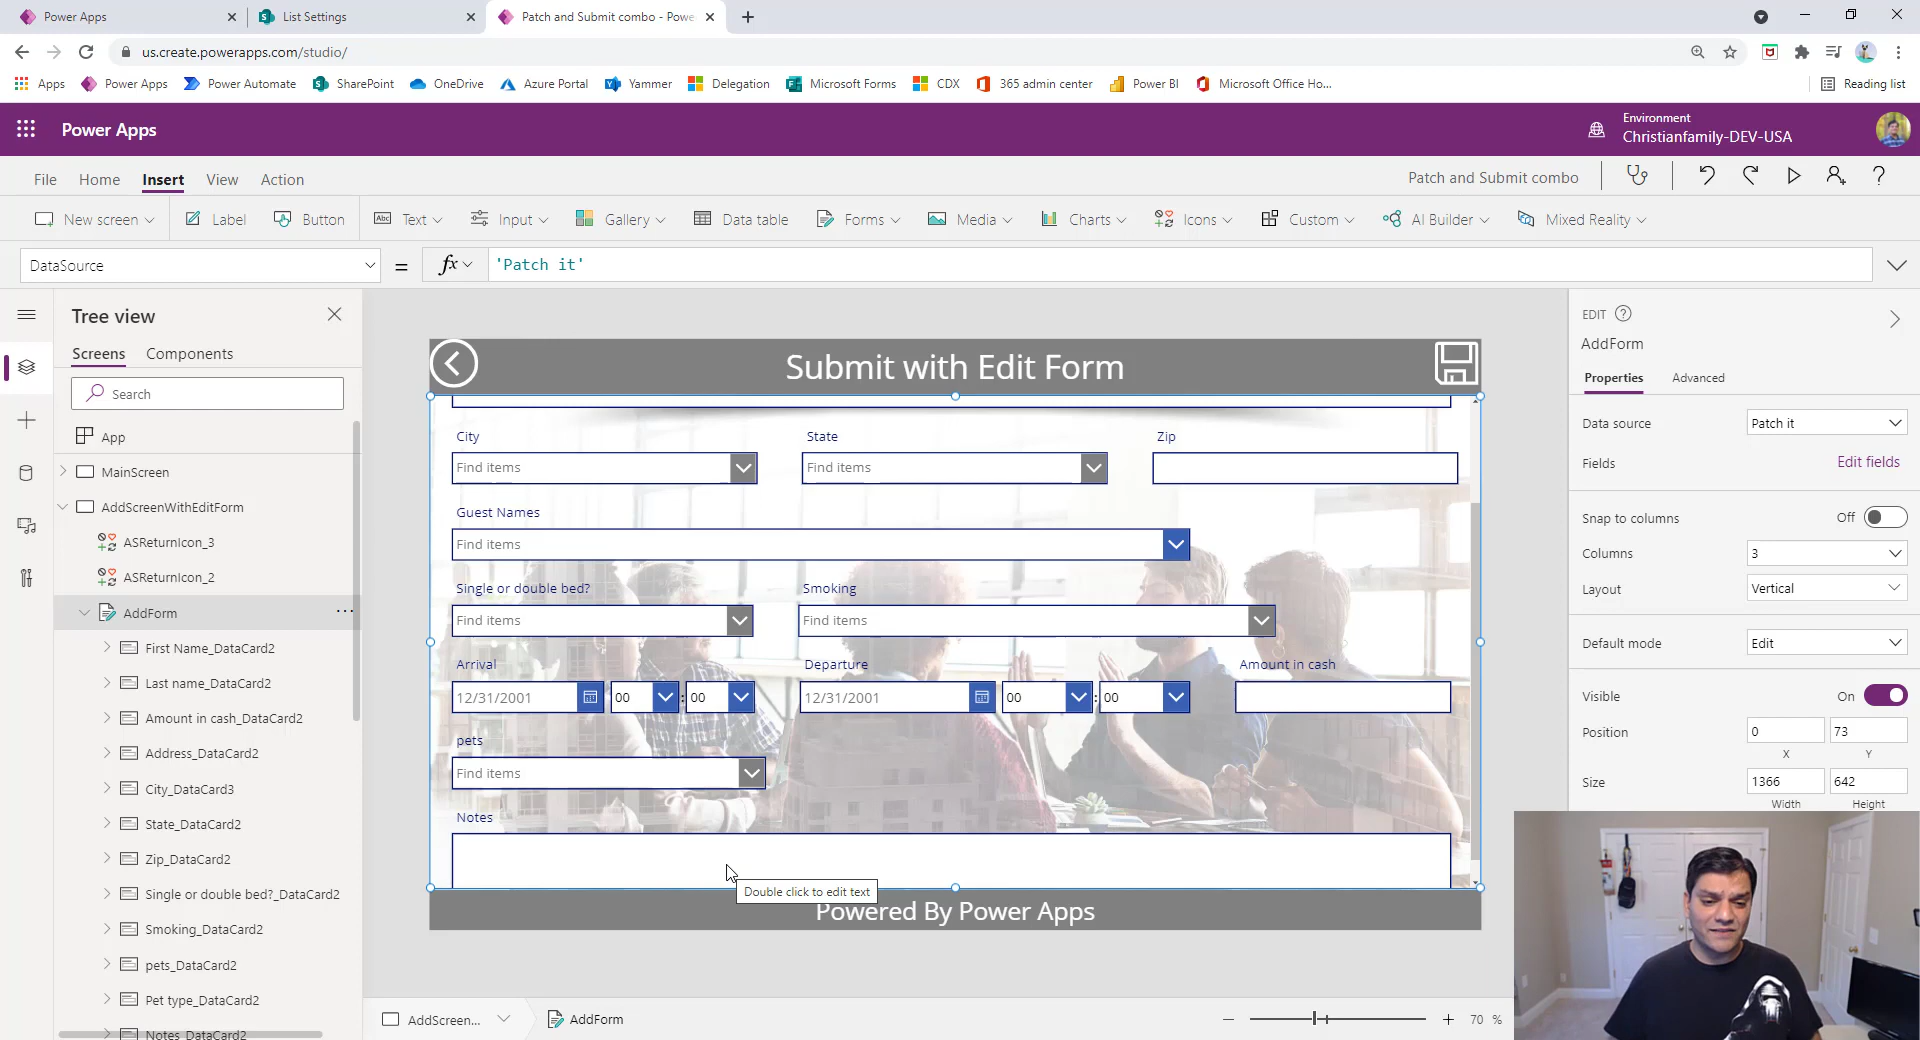 Power Apps
List Settings
Patch and Submit combo - Powe
us.create.powerapps.com/studio/
Apps
Power Apps
Power Automate
SharePoint
OneDrive
Azure Portal
Yammer
Delegation
Microsoft Forms
CDX
365 admin center
Power BI
Microsoft Office Ho...
Reading list
Power Apps
Environment
Christianfamily-DEV-USA
File
Home
Insert
View
Action
Patch and Submit combo
New screen
Label
Button
Abc
Text
Input
Gallery
Data table
Forms
Media
Charts
Icons
Custom
AI Builder
Mixed Reality
DataSource
=
fx
'Patch it'
Tree view
Screens
Components
Search
App
MainScreen
AddScreenWithEditForm
ASReturnIcon_3
ASReturnIcon_2
AddForm
First Name_DataCard2
Last name_DataCard2
Amount in cash_DataCard2
Address_DataCard2
City_DataCard3
State_DataCard2
Zip_DataCard2
Single or double bed?_DataCard2
Smoking_DataCard2
pets_DataCard2
Pet type_DataCard2
Notes_DataCard2
Submit with Edit Form
City
State
Zip
Find items
Find items
Guest Names
Find items
Single or double bed?
Smoking
Find items
Find items
Arrival
Departure
Amount in cash
12/31/2001
00
:
00
12/31/2001
00
:
00
pets
Find items
Notes
Double click to edit text
Powered By Power Apps
AddScreen...
AddForm
70 %
EDIT
AddForm
Properties
Advanced
Data source
Patch it
Fields
Edit fields
Snap to columns
Off
Columns
3
Layout
Vertical
Default mode
Edit
Visible
On
Position
0
73
X
Y
Size
1366
642
Width
Height